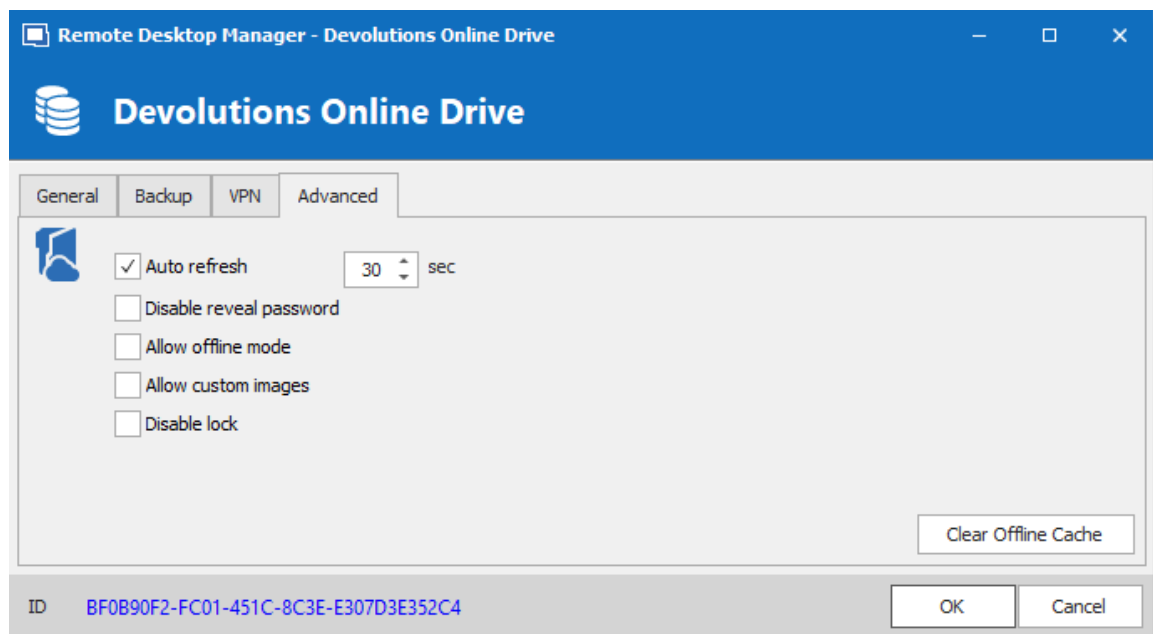 Remote Desktop Manager - Devolutions Online Drive
Devolutions Online Drive
General Backup VPN Advanced
Auto refresh 30 sec
Disable reveal password
Allow offline mode
Allow custom images
Disable lock
Clear Offline Cache
ID BF0B90F2-FC01-451C-8C3E-E307D3E352C4 OK Cancel